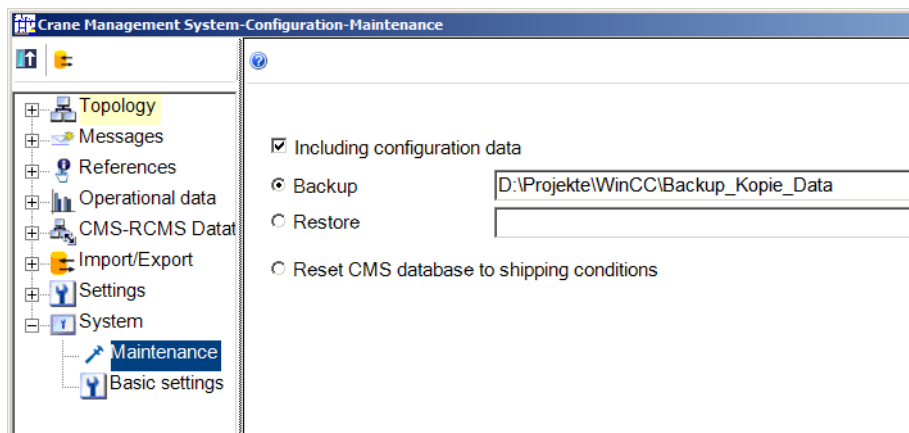 Crane Management System-Configuration-Maintenance
Topology
Messages
References
Operational data
CMS-RCMS Datat
Import/Export
Settings
System
Maintenance
Basic settings
Including configuration data
Backup D:\Projekte\WinCC\Backup_Kopie_Data
Restore
Reset CMS database to shipping conditions